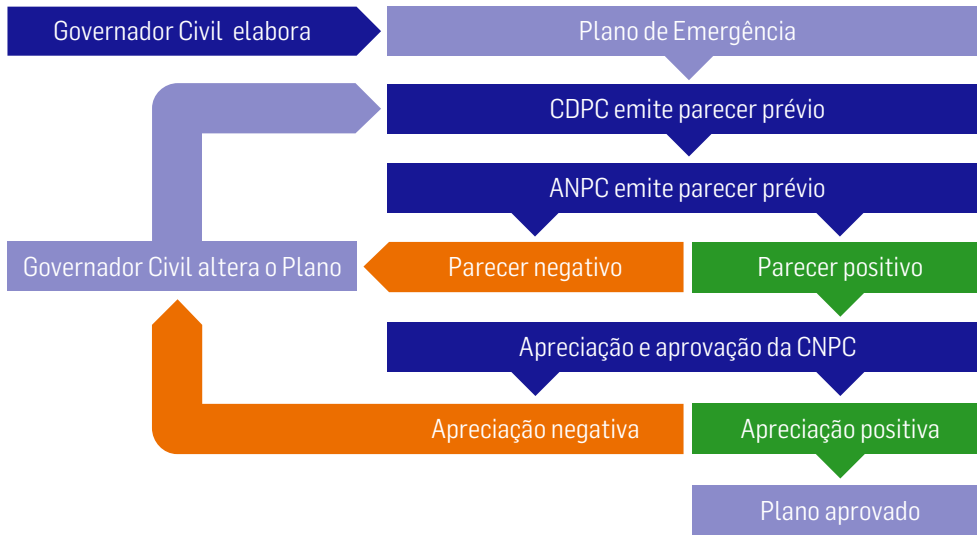 Governador Civil elabora
Plano de Emergência
CDPC emite parecer prévio
ANPC emite parecer prévio
Governador Civil altera o Plano
Parecer negativo
Parecer positivo
Apreciação e aprovação da CNPC
Apreciação negativa
Apreciação positiva
Plano aprovado